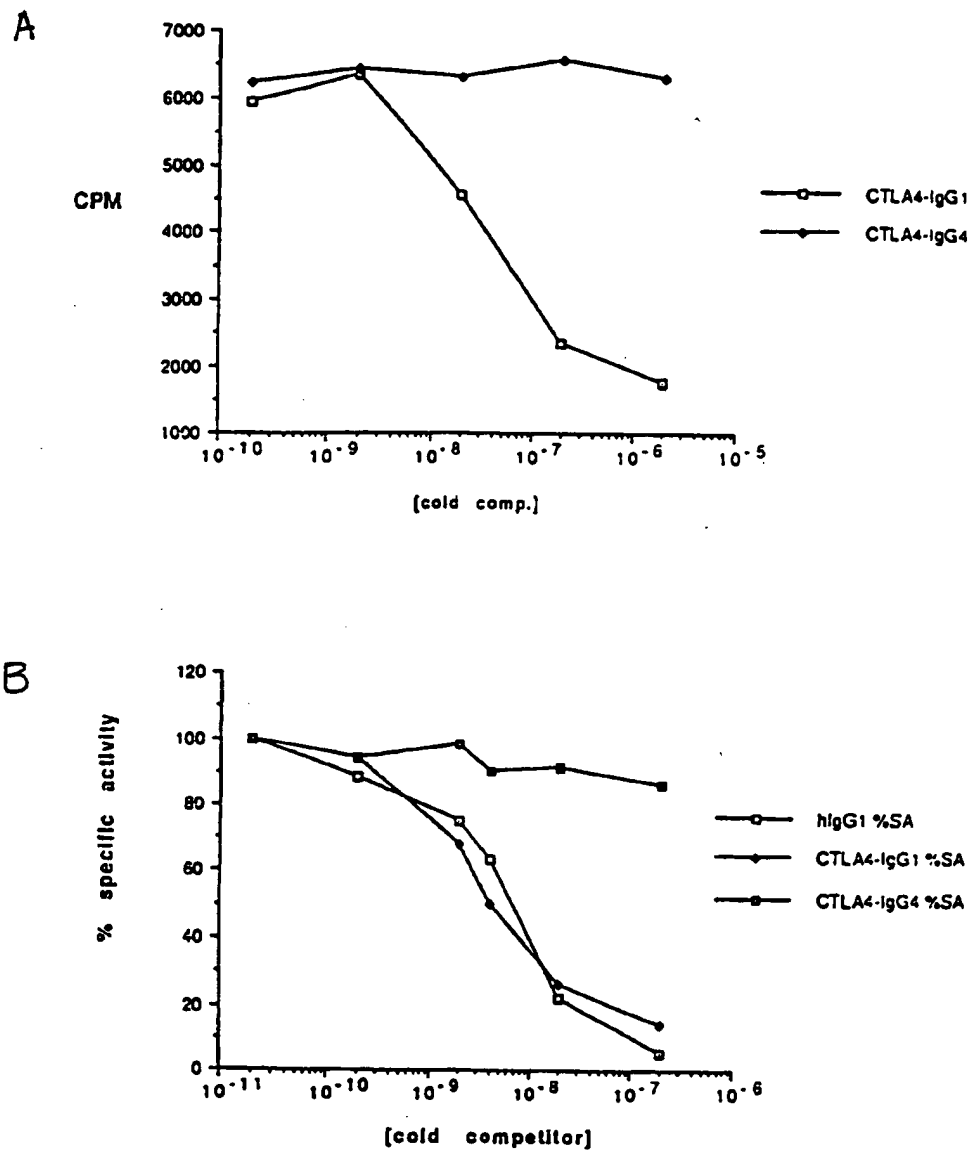 A
7000
6000
5000
4000
3000
2000
1000
CPM
10-10 10-9 10-8 10-7 10-6 10-5
[cold comp.]
CTLA4-IgG1
CTLA4-IgG4
B
120
100
80
60
40
20
0
% specific activity
10-11 10-10 10-9 10-8 10-7 10-6
[cold competitor]
hIgG1 %SA
CTLA4-IgG1 %SA
CTLA4-IgG4 %SA